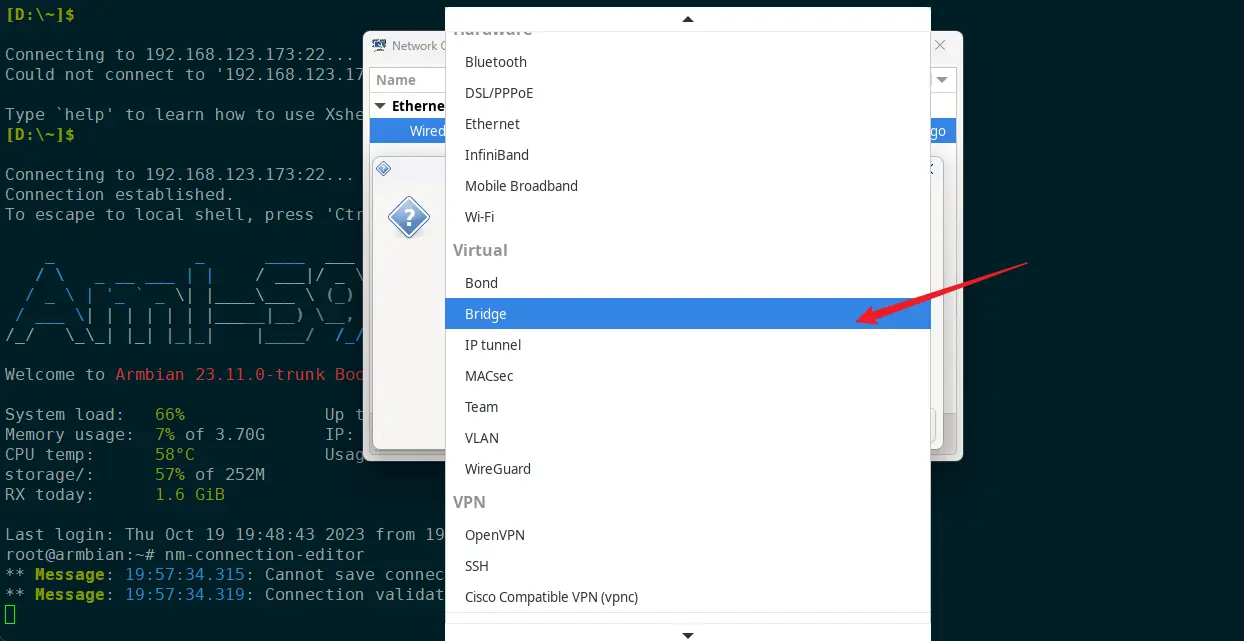 [D:\~]$
Connecting to 192.168.123.173:22...
Could not connect to '192.168.123.17
Type `help' to learn how to use Xshe
[D:\~]$
Connecting to 192.168.123.173:22...
Connection established.
To escape to local shell, press 'Ctr
Welcome to Armbian 23.11.0-trunk Boo
System load: 66% Up t
Memory usage: 7% of 3.70G IP:
CPU temp: 58°C Usag
storage/: 57% of 252M
RX today: 1.6 GiB
Last login: Thu Oct 19 19:48:43 2023 from 19
root@armbian:~# nm-connection-editor
** Message: 19:57:34.315: Cannot save connec
** Message: 19:57:34.319: Connection validat
Network C
Name
Etherne
Wired
go
?
Hardware
Bluetooth
DSL/PPPoE
Ethernet
InfiniBand
Mobile Broadband
Wi-Fi
Virtual
Bond
Bridge
IP tunnel
MACsec
Team
VLAN
WireGuard
VPN
OpenVPN
SSH
Cisco Compatible VPN (vpnc)